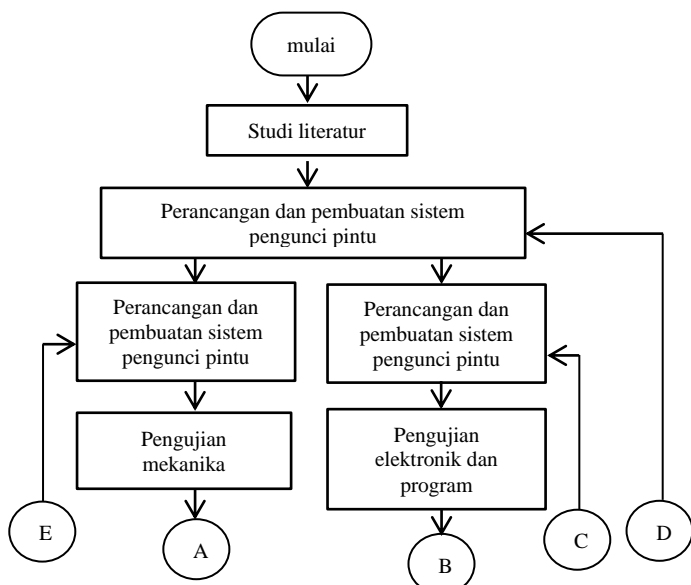 mulai
Studi literatur
Perancangan dan pembuatan sistem
pengunci pintu
Perancangan dan
pembuatan sistem
pengunci pintu
Perancangan dan
pembuatan sistem
pengunci pintu
Pengujian
mekanika
Pengujian
elektronik dan
program
E
A
B
C
D